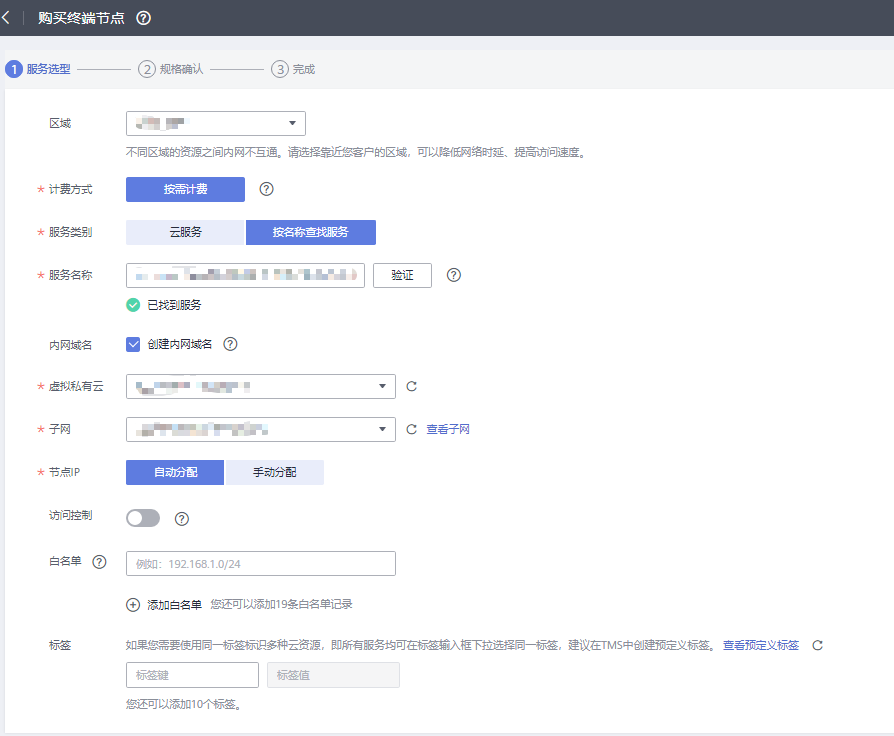 购买终端节点
1 服务选型 2 规格确认 3 完成
区域
不同区域的资源之间内网不互通。请选择靠近您客户的区域，可以降低网络时延、提高访问速度。
* 计费方式 按需计费
* 服务类别 云服务 按名称查找服务
* 服务名称 验证
已找到服务
内网域名 创建内网域名
* 虚拟私有云
* 子网 查看子网
* 节点IP 自动分配 手动分配
访问控制
白名单 例如：192.168.1.0/24
添加白名单 您还可以添加19条白名单记录
标签 如果您需要使用同一标签标识多种云资源，即所有服务均可在标签输入框下拉选择同一标签，建议在TMS中创建预定义标签。 查看预定义标签
标签键 标签值
您还可以添加10个标签。